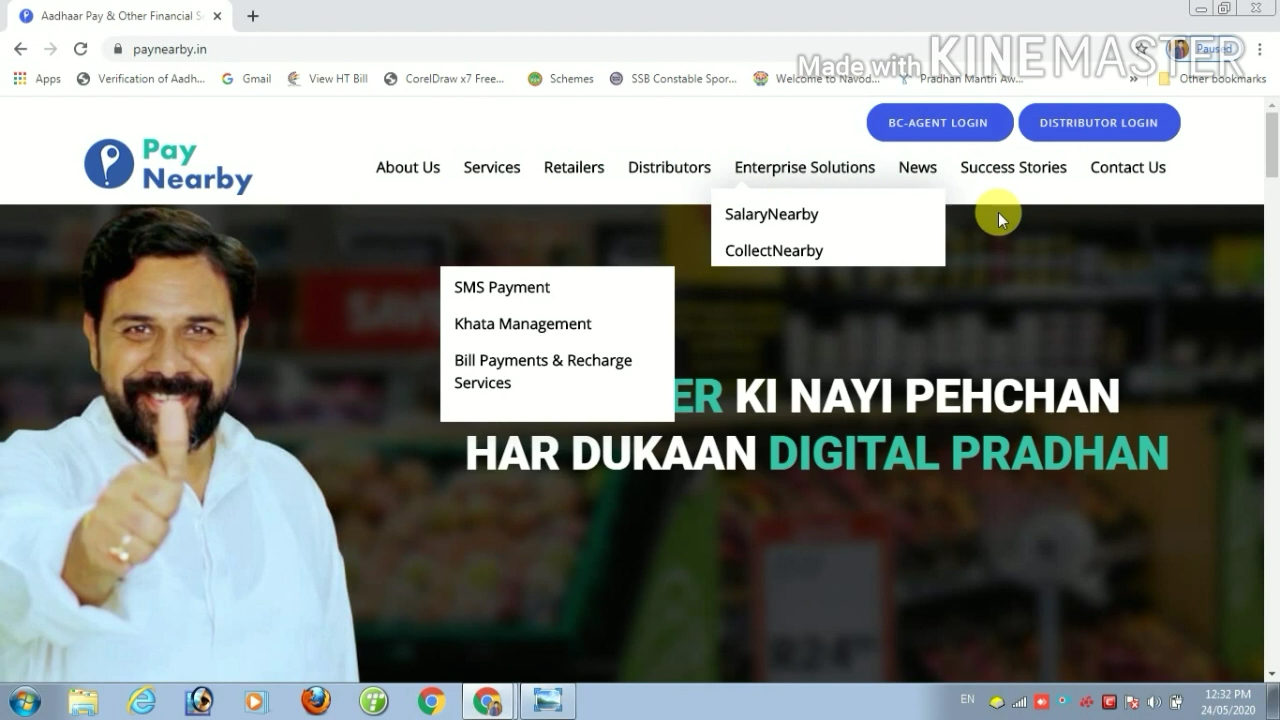 Aadhaar Pay & Other Financial S
paynearby.in
Paused
Made with KINEMASTER
Apps
Verification of Aadh...
Gmail
View HT Bill
CorelDraw x7 Free...
Schemes
SSB Constable Spor...
Welcome to Navod...
Pradhan Mantri Aw...
»
Other bookmarks
BC-AGENT LOGIN
DISTRIBUTOR LOGIN
Pay
Nearby
About Us
Services
Retailers
Distributors
Enterprise Solutions
News
Success Stories
Contact Us
SalaryNearby
CollectNearby
SMS Payment
Khata Management
Bill Payments & Recharge
Services
ER KI NAYI PEHCHAN
HAR DUKAAN DIGITAL PRADHAN
EN
12:32 PM
24/05/2020